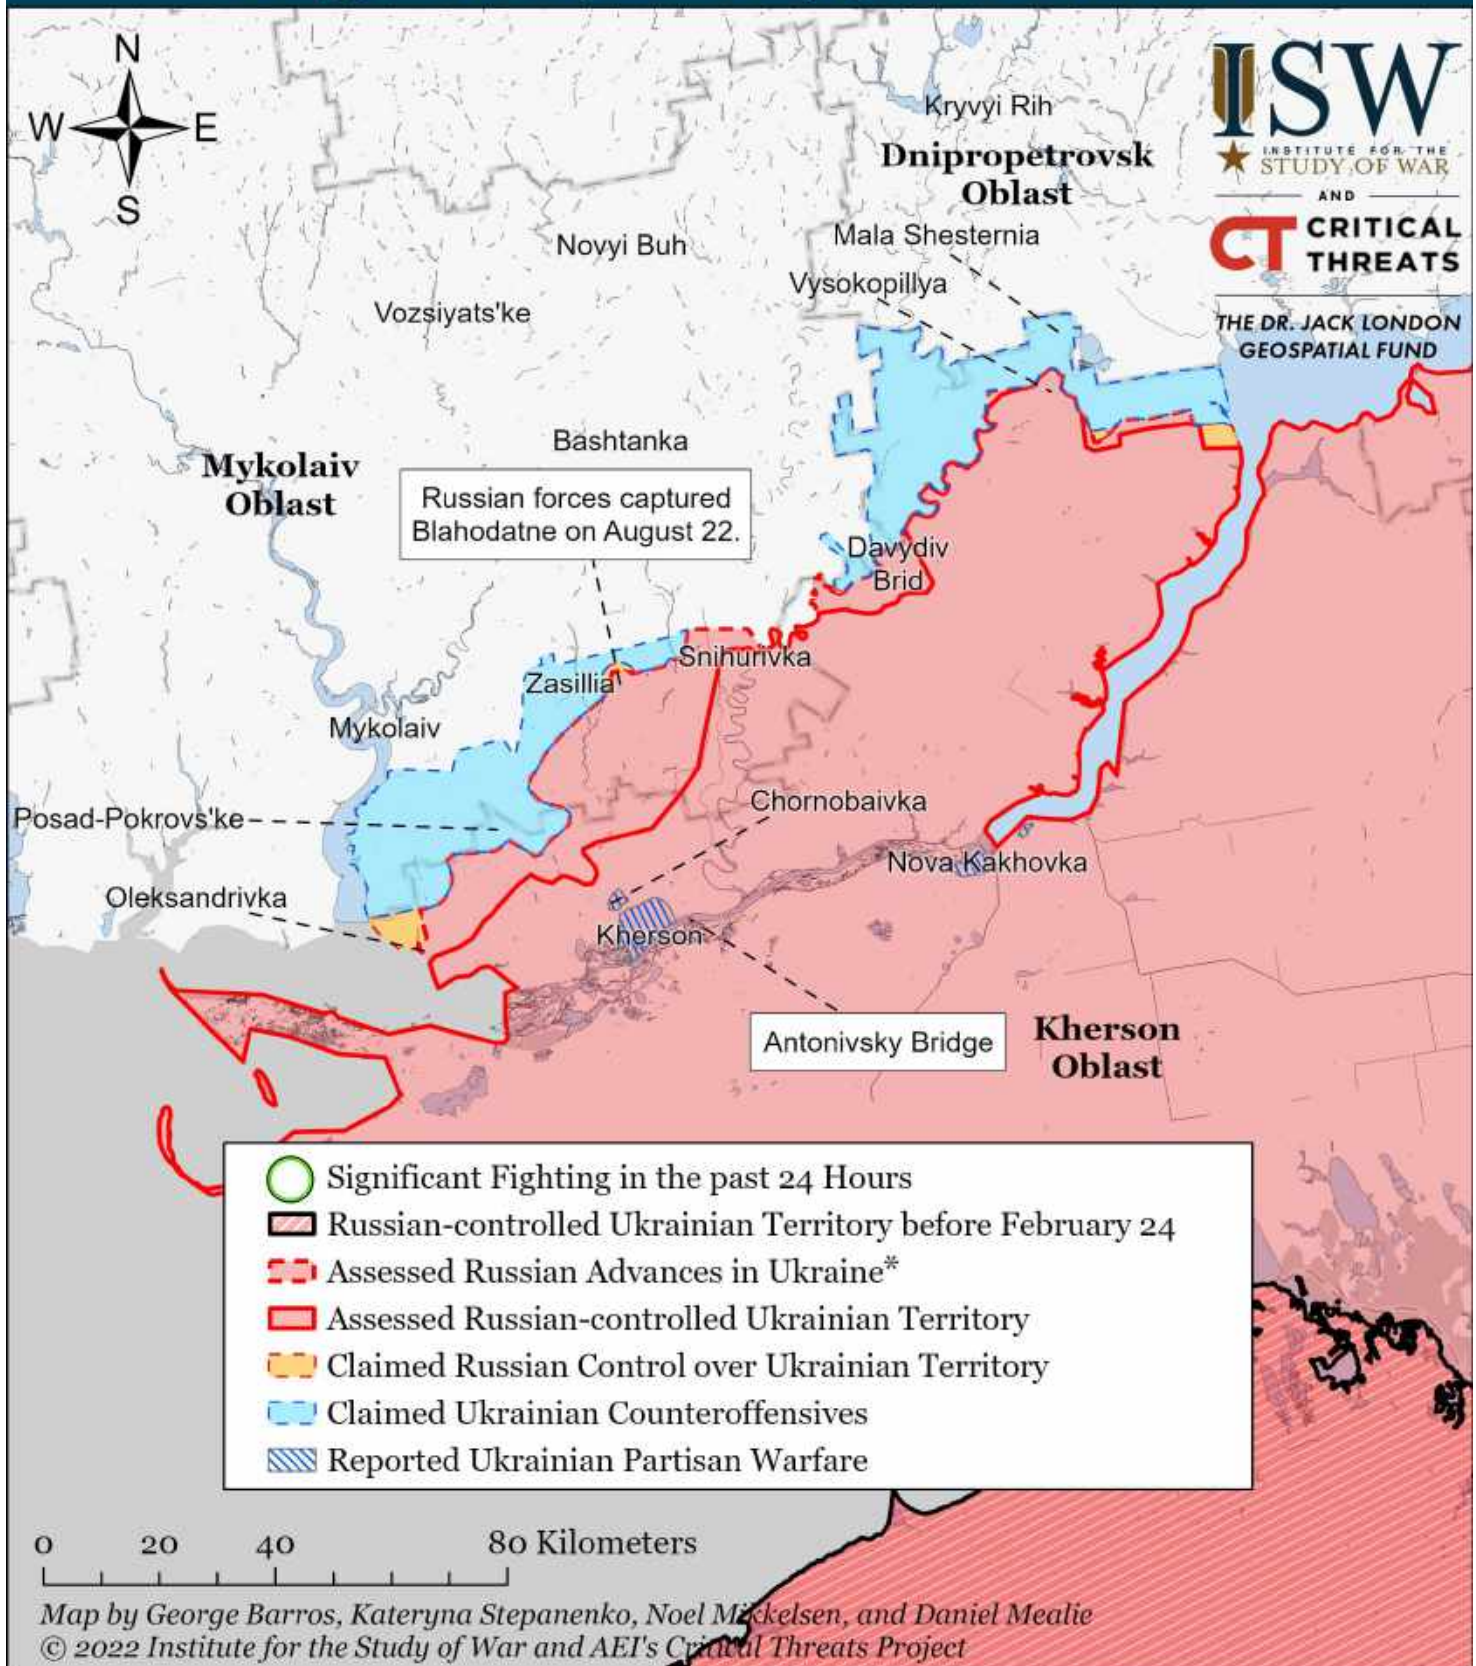 N
W
E
S
ISW
INSTITUTE FOR THE
STUDY OF WAR
AND
CT CRITICAL
THREATS
THE DR. JACK LONDON
GEOSPATIAL FUND
Kryvyi Rih
Dnipropetrovsk
Oblast
Mala Shesternia
Novyi Buh
Vysokopillya
Vozsiyats'ke
Bashtanka
Mykolaiv
Oblast
Russian forces captured
Blahodatne on August 22.
Davydiv
Brid
Snihurivka
Zasillia
Mykolaiv
Chornobaivka
Posad-Pokrovs'ke
Nova Kakhovka
Oleksandrivka
Kherson
Antonivsky Bridge
Kherson
Oblast
Significant Fighting in the past 24 Hours
Russian-controlled Ukrainian Territory before February 24
Assessed Russian Advances in Ukraine*
Assessed Russian-controlled Ukrainian Territory
Claimed Russian Control over Ukrainian Territory
Claimed Ukrainian Counteroffensives
Reported Ukrainian Partisan Warfare
0 20 40 80 Kilometers
Map by George Barros, Kateryna Stepanenko, Noel Mikkelsen, and Daniel Mealie
© 2022 Institute for the Study of War and AEI's Critical Threats Project